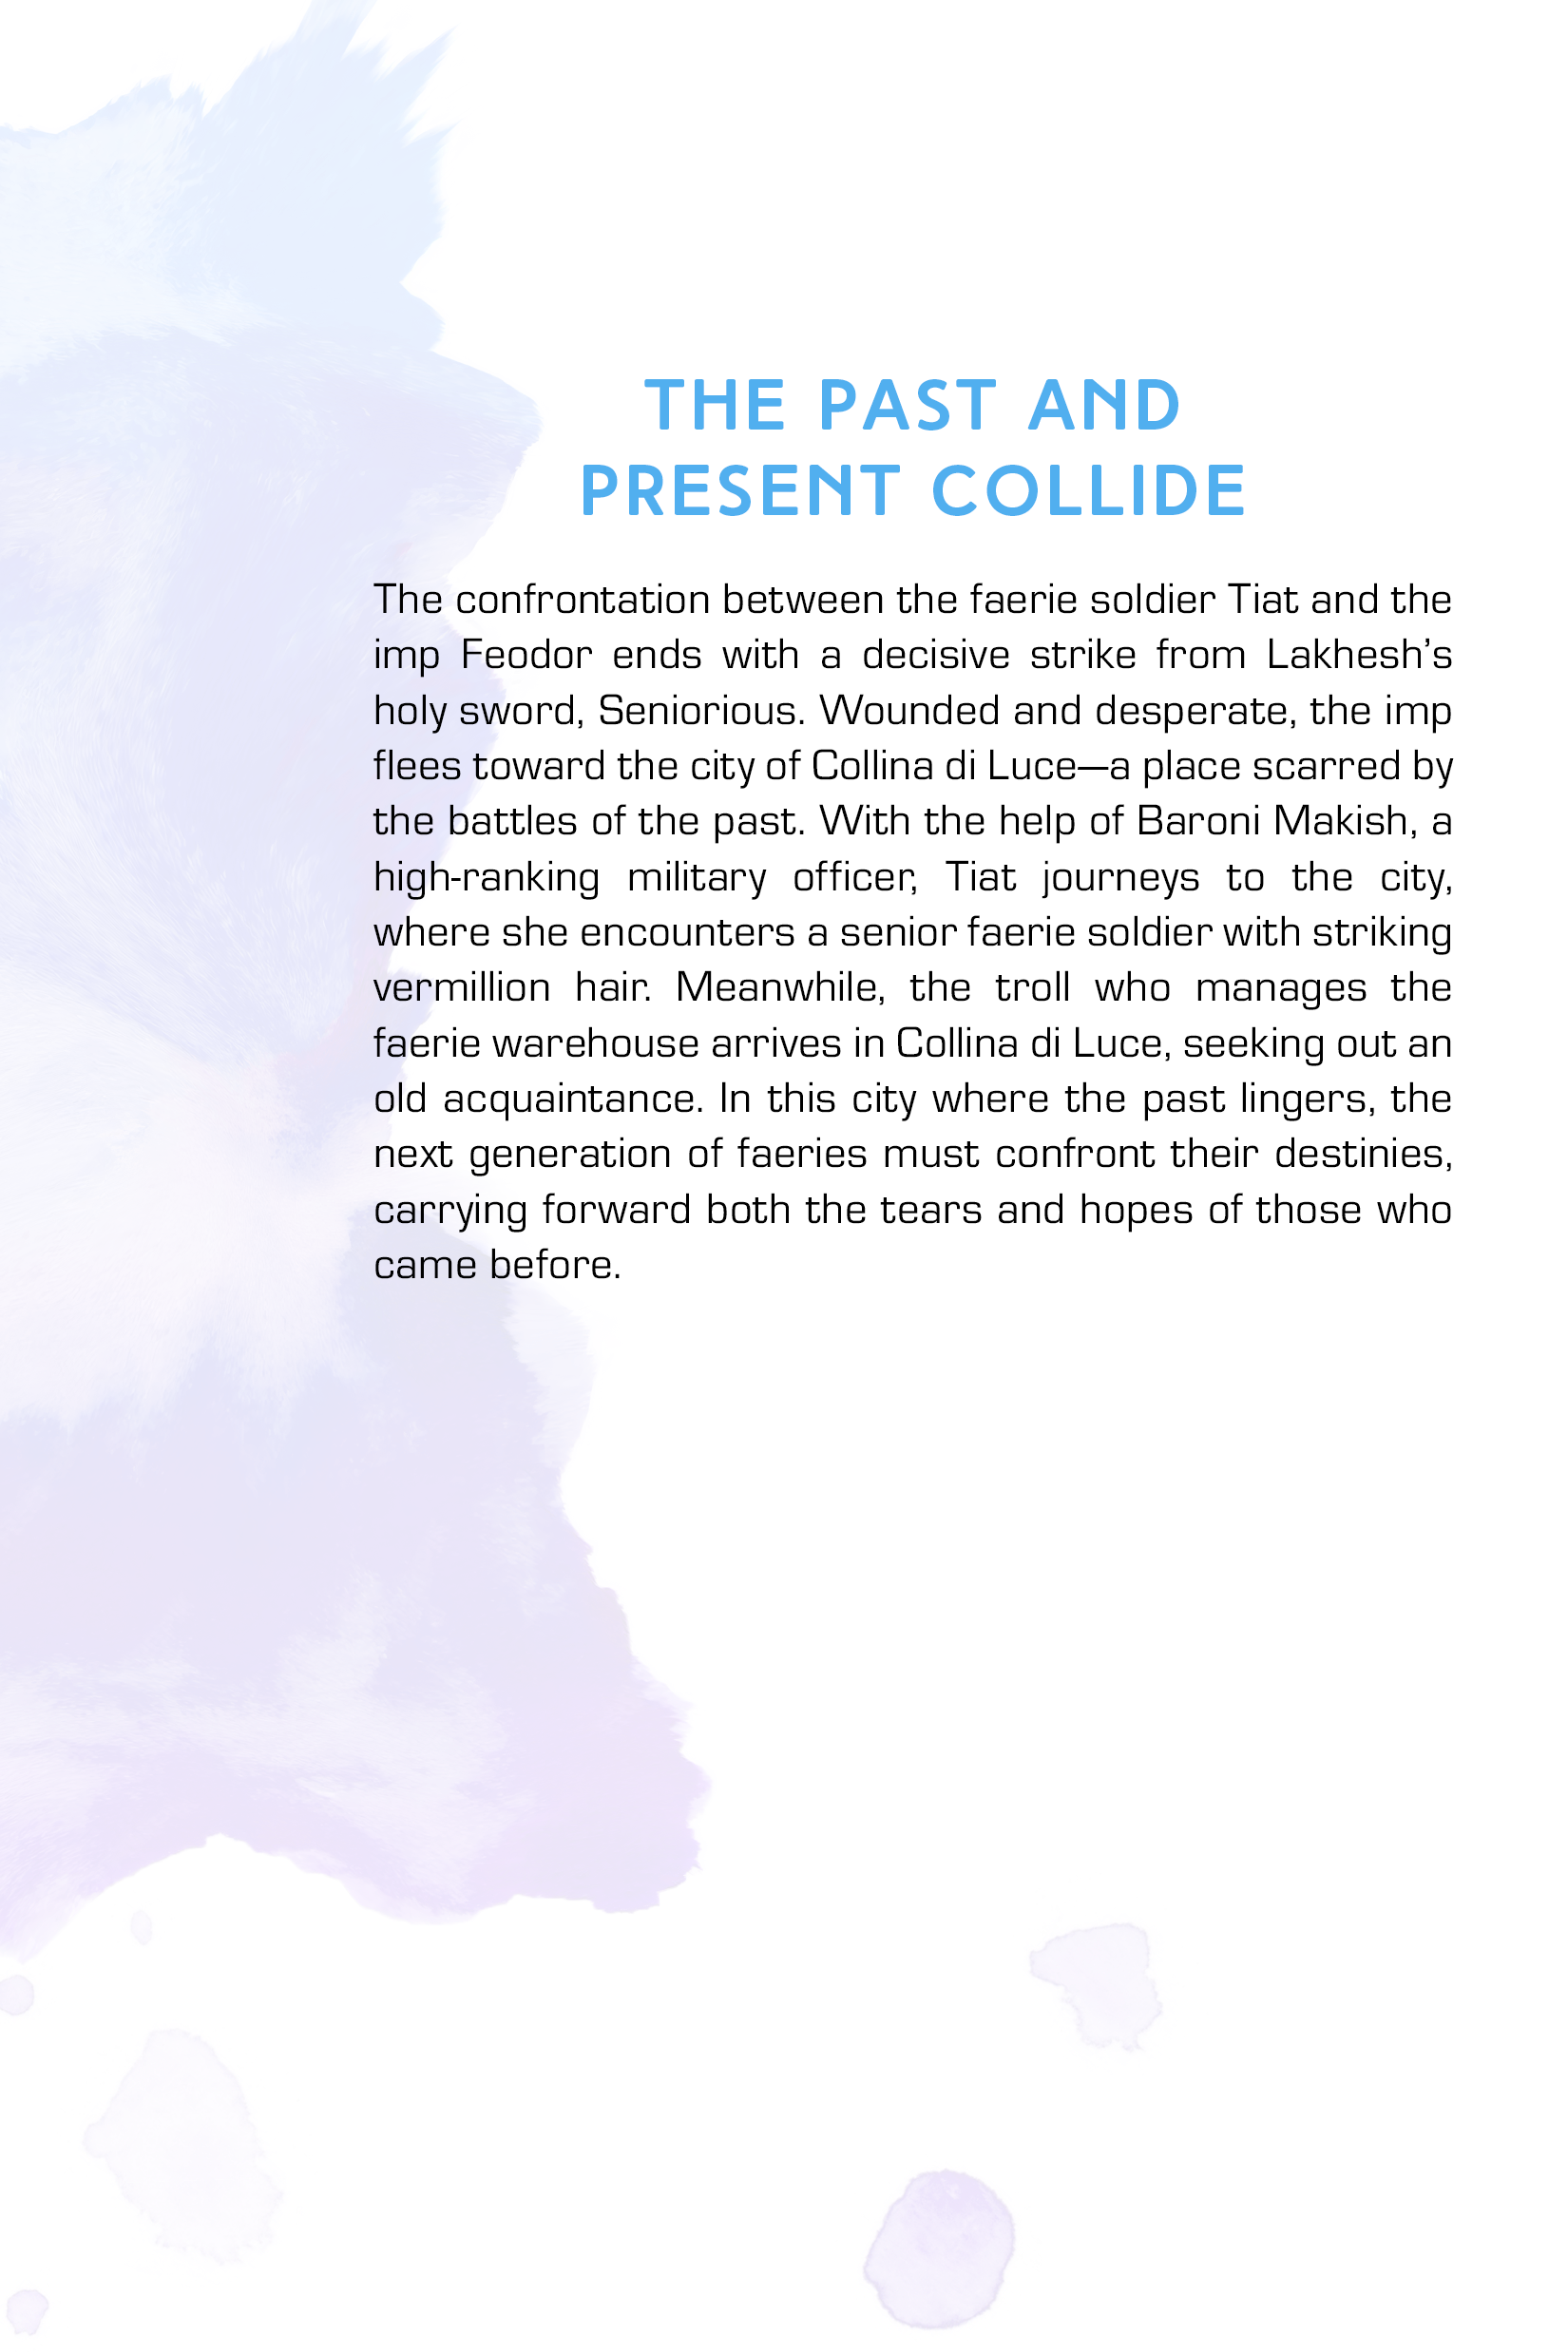 THE PAST AND
PRESENT COLLIDE
The confrontation between the faerie soldier Tiat and the
imp Feodor ends with a decisive strike from Lakhesh’s
holy sword, Seniorious. Wounded and desperate, the imp
flees toward the city of Collina di Luce—a place scarred by
the battles of the past. With the help of Baroni Makish, a
high-ranking military officer, Tiat journeys to the city,
where she encounters a senior faerie soldier with striking
vermillion hair. Meanwhile, the troll who manages the
faerie warehouse arrives in Collina di Luce, seeking out an
old acquaintance. In this city where the past lingers, the
next generation of faeries must confront their destinies,
carrying forward both the tears and hopes of those who
came before.